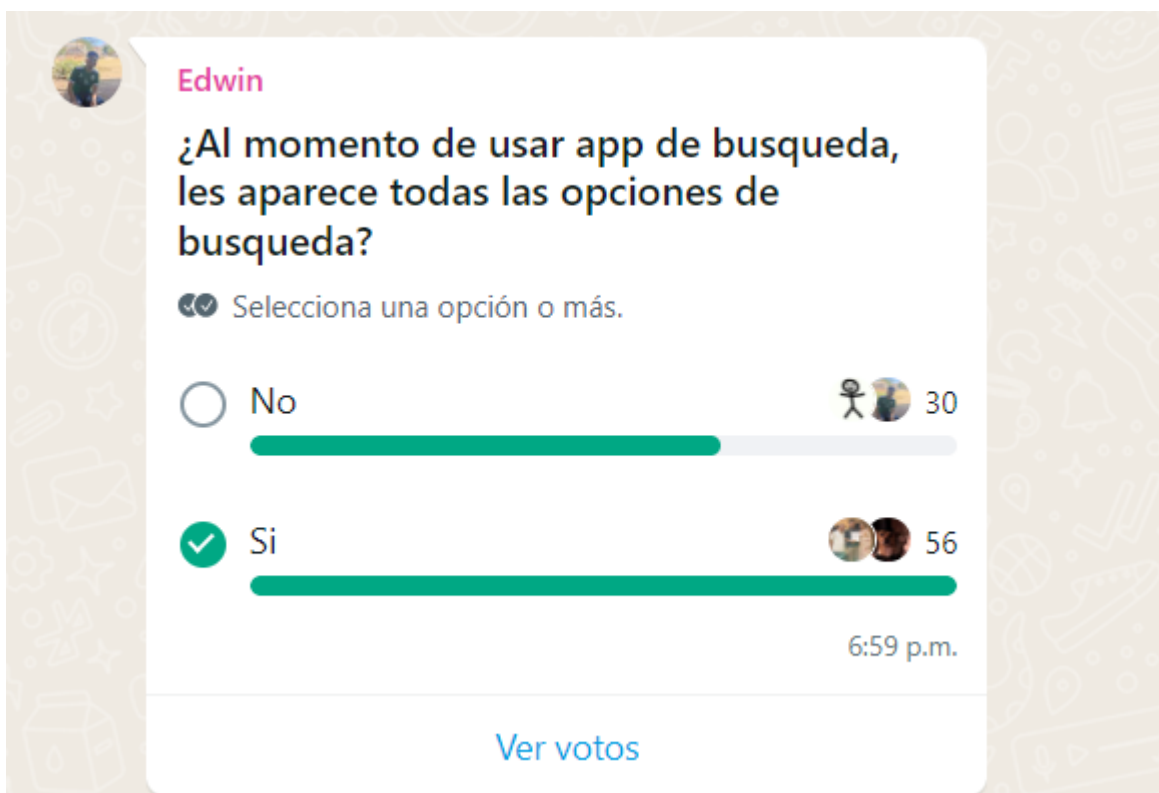 Edwin
¿Al momento de usar app de busqueda,
les aparece todas las opciones de
busqueda?
Selecciona una opción o más.
No 30
Si 56
6:59 p.m.
Ver votos